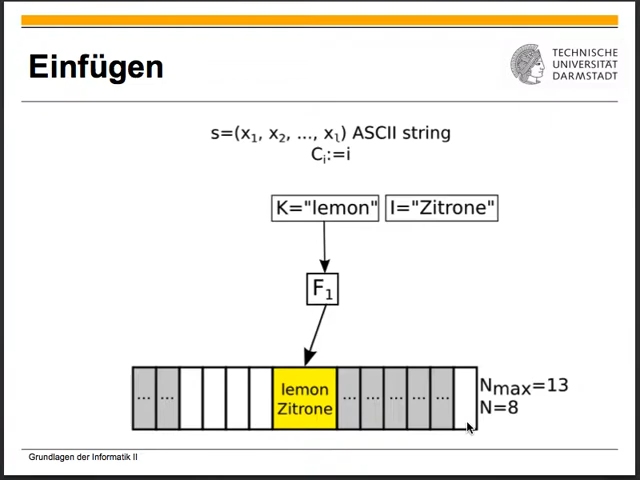 Einfügen
TECHNISCHE
UNIVERSITÄT
DARMSTADT
s=(x₁, x₂, ..., xₗ) ASCII string
Cᵢ:=i
K="lemon" I="Zitrone"
F₁
... ... lemon ... ... ... ... ...
Zitrone
Nmax=13
N=8
Grundlagen der Informatik II